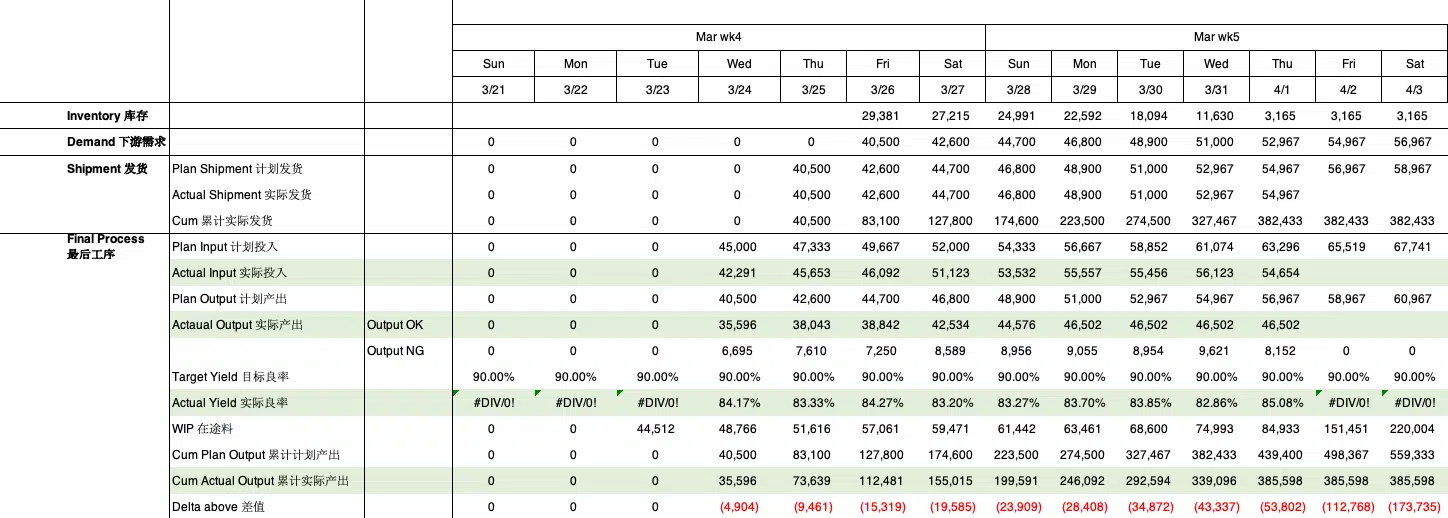 Mar wk4 Mar wk5
Sun Mon Tue Wed Thu Fri Sat Sun Mon Tue Wed Thu Fri Sat
3/21 3/22 3/23 3/24 3/25 3/26 3/27 3/28 3/29 3/30 3/31 4/1 4/2 4/3
Inventory 库存 29,381 27,215 24,991 22,592 18,094 11,630 3,165 3,165 3,165
Demand 下游需求 0 0 0 0 0 40,500 42,600 44,700 46,800 48,900 51,000 52,967 54,967 56,967
Shipment 发货 Plan Shipment 计划发货 0 0 0 0 40,500 42,600 44,700 46,800 48,900 51,000 52,967 54,967 56,967 58,967
Actual Shipment 实际发货 0 0 0 0 40,500 42,600 44,700 46,800 48,900 51,000 52,967 54,967
Cum 累计实际发货 0 0 0 0 40,500 83,100 127,800 174,600 223,500 274,500 327,467 382,433 382,433 382,433
Final Process
最后工序
Plan Input 计划投入 0 0 0 45,000 47,333 49,667 52,000 54,333 56,667 58,852 61,074 63,296 65,519 67,741
Actual Input 实际投入 0 0 0 42,291 45,653 46,092 51,123 53,532 55,557 55,456 56,123 54,654
Plan Output 计划产出 0 0 0 40,500 42,600 44,700 46,800 48,900 51,000 52,967 54,967 56,967 58,967 60,967
Actaual Output 实际产出 Output OK 0 0 0 35,596 38,043 38,842 42,534 44,576 46,502 46,502 46,502 46,502
Output NG 0 0 0 6,695 7,610 7,250 8,589 8,956 9,055 8,954 9,621 8,152 0 0
Target Yield 目标良率 90.00% 90.00% 90.00% 90.00% 90.00% 90.00% 90.00% 90.00% 90.00% 90.00% 90.00% 90.00% 90.00% 90.00%
Actual Yield 实际良率 #DIV/0! #DIV/0! #DIV/0! 84.17% 83.33% 84.27% 83.20% 83.27% 83.70% 83.85% 82.86% 85.08% #DIV/0! #DIV/0!
WIP 在途料 0 0 44,512 48,766 51,616 57,061 59,471 61,442 63,461 68,600 74,993 84,933 151,451 220,004
Cum Plan Output 累计计划产出 0 0 0 40,500 83,100 127,800 174,600 223,500 274,500 327,467 382,433 439,400 498,367 559,333
Cum Actual Output 累计实际产出 0 0 0 35,596 73,639 112,481 155,015 199,591 246,092 292,594 339,096 385,598 385,598 385,598
Delta above 差值 0 0 0 (4,904) (9,461) (15,319) (19,585) (23,909) (28,408) (34,872) (43,337) (53,802) (112,768) (173,735)